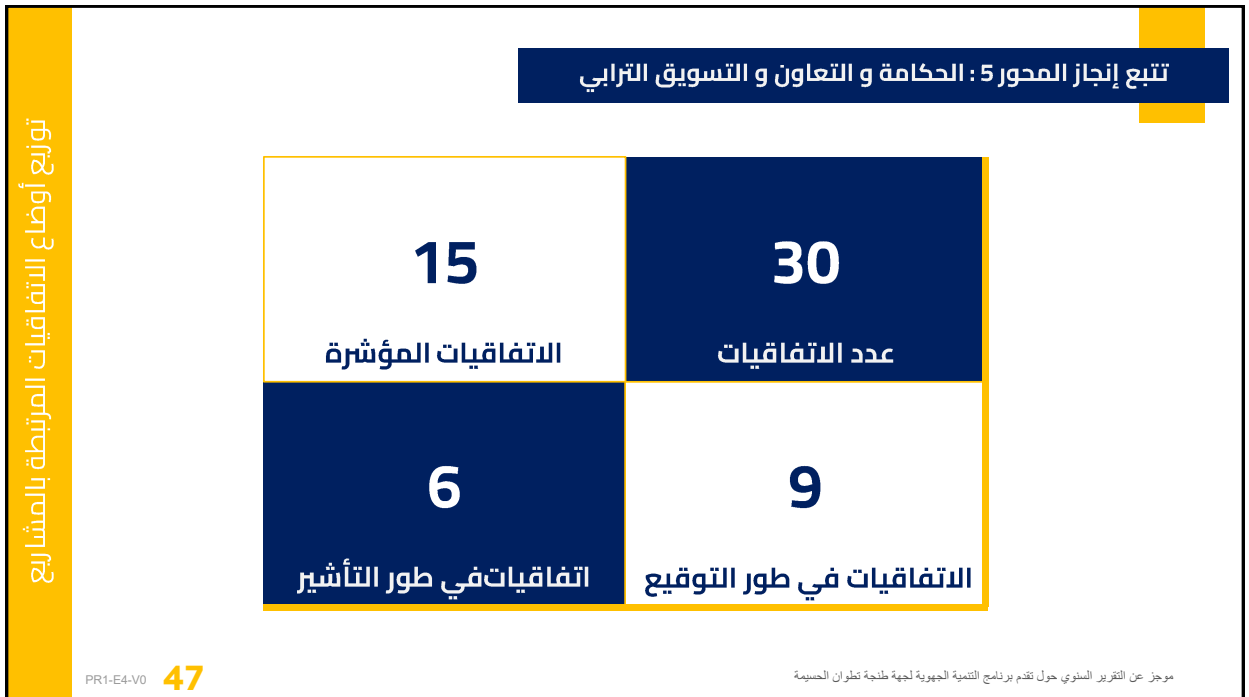 تتبع إنجاز المحور 5 : الحكامة و التعاون و التسويق الترابي
توزيع أوضاع الاتفاقيات المرتبطة بالمشاريع
30
عدد الاتفاقيات
15
الاتفاقيات المؤشرة
9
الاتفاقيات في طور التوقيع
6
اتفاقياتفي طور التأشير
موجز عن التقرير السنوي حول تقدم برنامج التنمية الجهوية لجهة طنجة تطوان الحسيمة
PR1-E4-V0 47